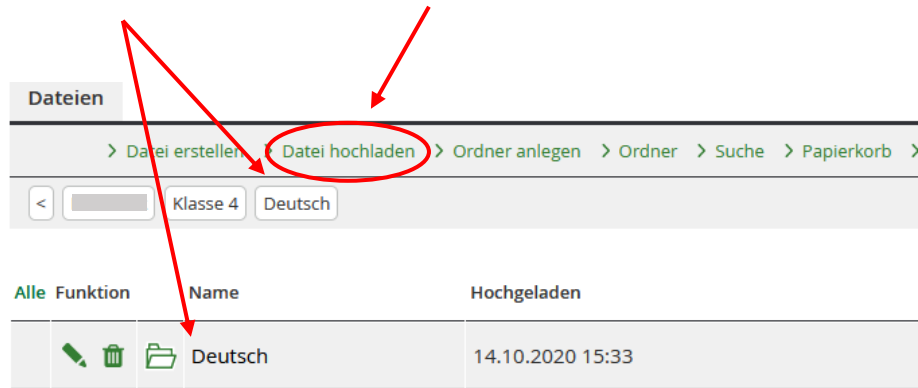 Dateien
> Datei erstellen > Datei hochladen > Ordner anlegen > Ordner > Suche > Papierkorb >
< Klasse 4 Deutsch
Alle Funktion Name Hochgeladen
Deutsch 14.10.2020 15:33